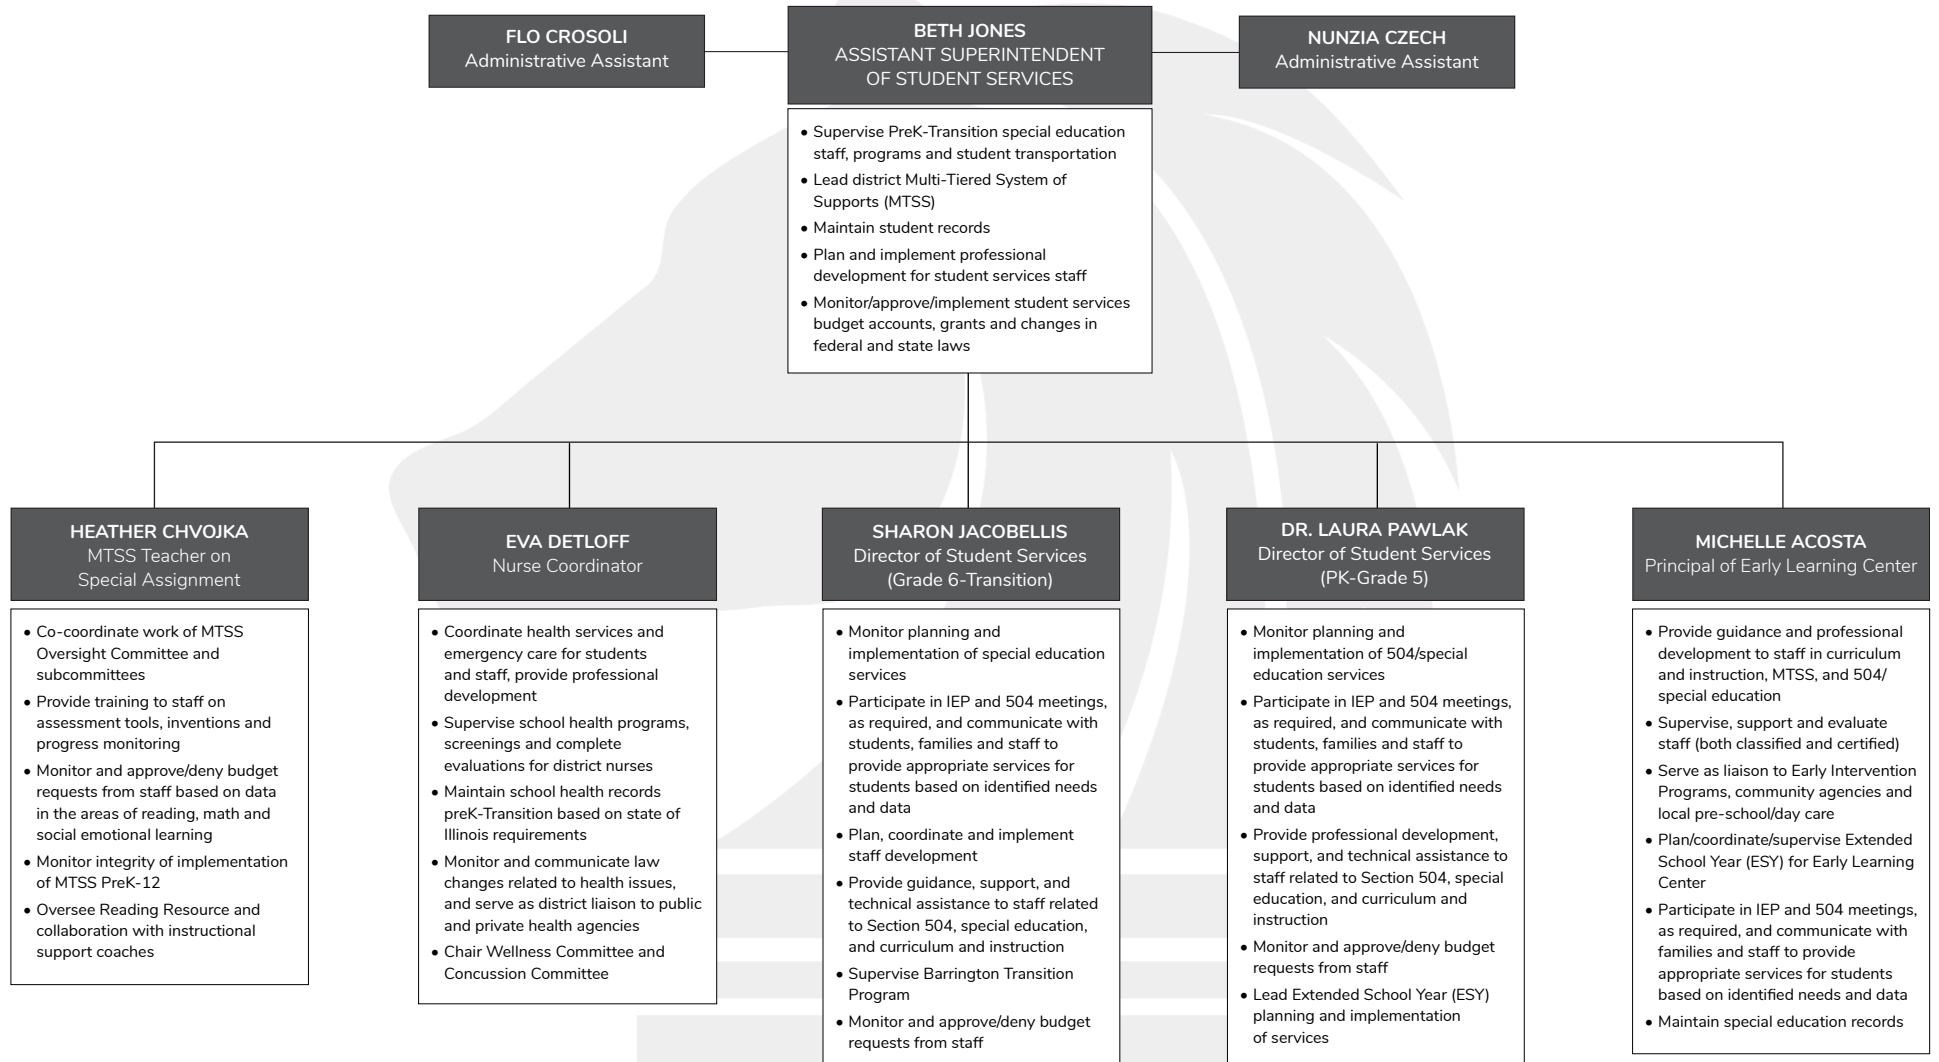 FLO CROSOLI
Administrative Assistant
BETH JONES
ASSISTANT SUPERINTENDENT
OF STUDENT SERVICES
NUNZIA CZECH
Administrative Assistant
• Supervise PreK-Transition special education
staff, programs and student transportation
• Lead district Multi-Tiered System of
Supports (MTSS)
• Maintain student records
• Plan and implement professional
development for student services staff
• Monitor/approve/implement student services
budget accounts, grants and changes in
federal and state laws
HEATHER CHVOJKA
MTSS Teacher on
Special Assignment
• Co-coordinate work of MTSS
Oversight Committee and
subcommittees
• Provide training to staff on
assessment tools, inventions and
progress monitoring
• Monitor and approve/deny budget
requests from staff based on data
in the areas of reading, math and
social emotional learning
• Monitor integrity of implementation
of MTSS PreK-12
• Oversee Reading Resource and
collaboration with instructional
support coaches
EVA DETLOFF
Nurse Coordinator
• Coordinate health services and
emergency care for students
and staff, provide professional
development
• Supervise school health programs,
screenings and complete
evaluations for district nurses
• Maintain school health records
preK-Transition based on state of
Illinois requirements
• Monitor and communicate law
changes related to health issues,
and serve as district liaison to public
and private health agencies
• Chair Wellness Committee and
Concussion Committee
SHARON JACOBELLIS
Director of Student Services
(Grade 6-Transition)
• Monitor planning and
implementation of special education
services
• Participate in IEP and 504 meetings,
as required, and communicate with
students, families and staff to
provide appropriate services for
students based on identified needs
and data
• Plan, coordinate and implement
staff development
• Provide guidance, support, and
technical assistance to staff related
to Section 504, special education,
and curriculum and instruction
• Supervise Barrington Transition
Program
• Monitor and approve/deny budget
requests from staff
DR. LAURA PAWLAK
Director of Student Services
(PK-Grade 5)
• Monitor planning and
implementation of 504/special
education services
• Participate in IEP and 504 meetings,
as required, and communicate with
students, families and staff to
provide appropriate services for
students based on identified needs
and data
• Provide professional development,
support, and technical assistance to
staff related to Section 504, special
education, and curriculum and
instruction
• Monitor and approve/deny budget
requests from staff
• Lead Extended School Year (ESY)
planning and implementation
of services
MICHELLE ACOSTA
Principal of Early Learning Center
• Provide guidance and professional
development to staff in curriculum
and instruction, MTSS, and 504/
special education
• Supervise, support and evaluate
staff (both classified and certified)
• Serve as liaison to Early Intervention
Programs, community agencies and
local pre-school/day care
• Plan/coordinate/supervise Extended
School Year (ESY) for Early Learning
Center
• Participate in IEP and 504 meetings,
as required, and communicate with
families and staff to provide
appropriate services for students
based on identified needs and data
• Maintain special education records